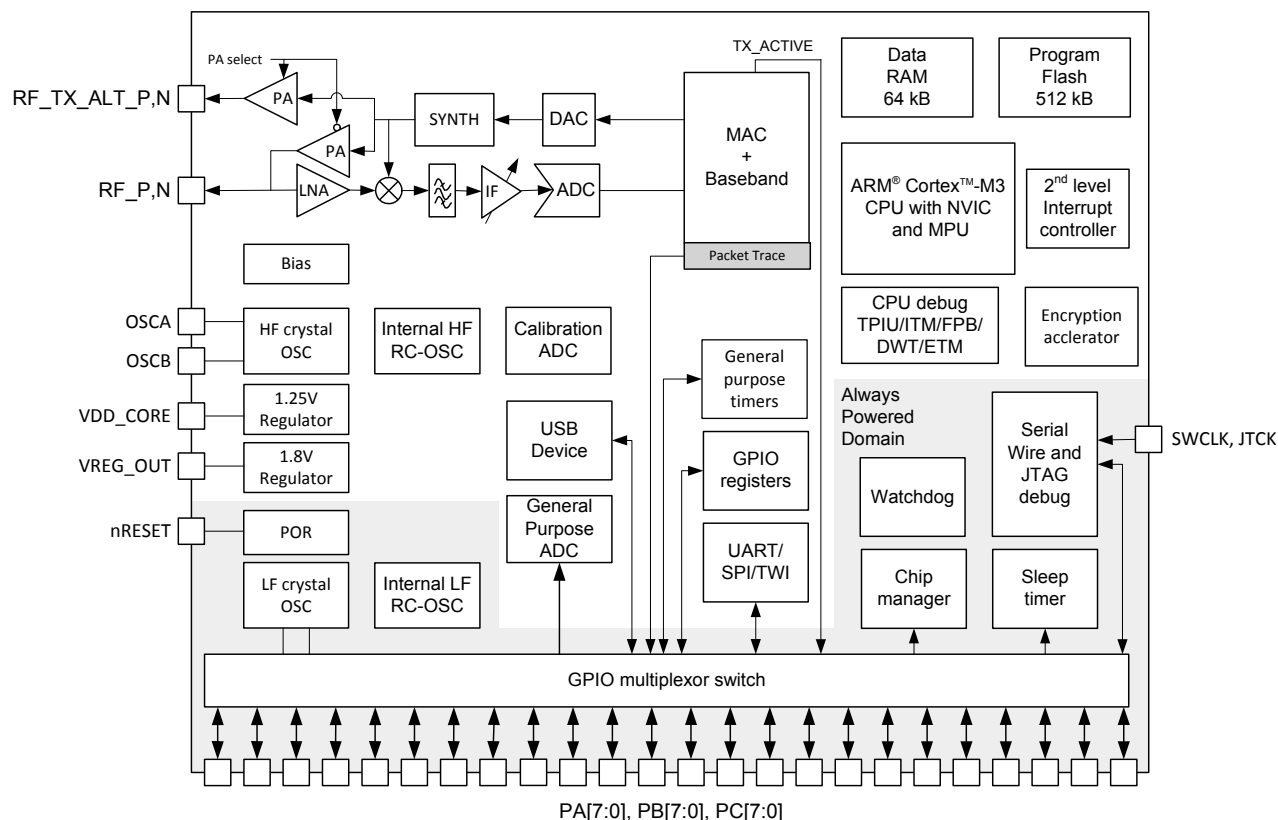 TX_ACTIVE
PA select
RF_TX_ALT_P,N
PA
SYNTH
DAC
MAC
+
Baseband
Data
RAM
64 kB
Program
Flash
512 kB
PA
RF_P,N
LNA
IF
ADC
Packet Trace
ARM® Cortex™-M3
CPU with NVIC
and MPU
2nd level
Interrupt
controller
Bias
OSCA
OSCB
HF crystal
OSC
Internal HF
RC-OSC
Calibration
ADC
General
purpose
timers
CPU debug
TPIU/ITM/FPB/
DWT/ETM
Encryption
acclerator
VDD_CORE
1.25V
Regulator
USB
Device
Always
Powered
Domain
Serial
Wire and
JTAG
debug
SWCLK, JTCK
VREG_OUT
1.8V
Regulator
GPIO
registers
Watchdog
nRESET
POR
General
Purpose
ADC
UART/
SPI/TWI
LF crystal
OSC
Internal LF
RC-OSC
Chip
manager
Sleep
timer
GPIO multiplexor switch
PA[7:0], PB[7:0], PC[7:0]